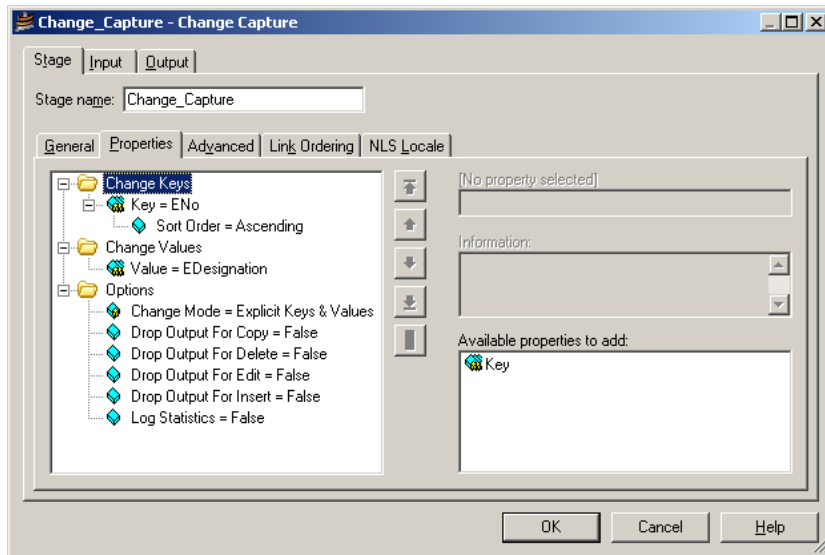 Change_Capture - Change Capture
Stage Input Output
Stage name: Change_Capture
General Properties Advanced Link Ordering NLS Locale
Change Keys
Key = ENo
Sort Order = Ascending
Change Values
Value = EDesignation
Options
Change Mode = Explicit Keys & Values
Drop Output For Copy = False
Drop Output For Delete = False
Drop Output For Edit = False
Drop Output For Insert = False
Log Statistics = False
[No property selected]
Information:
Available properties to add:
Key
OK Cancel Help